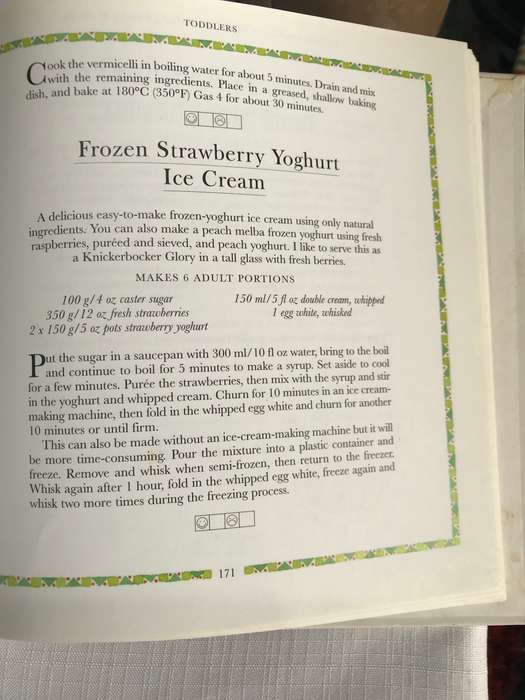 TODDLERS
Cook the vermicelli in boiling water for about 5 minutes. Drain and mix
with the remaining ingredients. Place in a greased, shallow baking
dish, and bake at 180°C (350°F) Gas 4 for about 30 minutes.
Frozen Strawberry Yoghurt
Ice Cream
A delicious easy-to-make frozen-yoghurt ice cream using only natural
ingredients. You can also make a peach melba frozen yoghurt using fresh
raspberries, puréed and sieved, and peach yoghurt. I like to serve this as
a Knickerbocker Glory in a tall glass with fresh berries.
MAKES 6 ADULT PORTIONS
100 g/4 oz caster sugar
350 g/12 oz fresh strawberries
2 x 150 g/5 oz pots strawberry yoghurt
150 ml/5 fl oz double cream, whipped
1 egg white, whisked
Put the sugar in a saucepan with 300 ml/10 fl oz water, bring to the boil
and continue to boil for 5 minutes to make a syrup. Set aside to cool
for a few minutes. Purée the strawberries, then mix with the syrup and stir
in the yoghurt and whipped cream. Churn for 10 minutes in an ice cream-
making machine, then fold in the whipped egg white and churn for another
10 minutes or until firm.
This can also be made without an ice-cream-making machine but it will
be more time-consuming. Pour the mixture into a plastic container and
freeze. Remove and whisk when semi-frozen, then return to the freezer.
Whisk again after 1 hour, fold in the whipped egg white, freeze again and
whisk two more times during the freezing process.
171